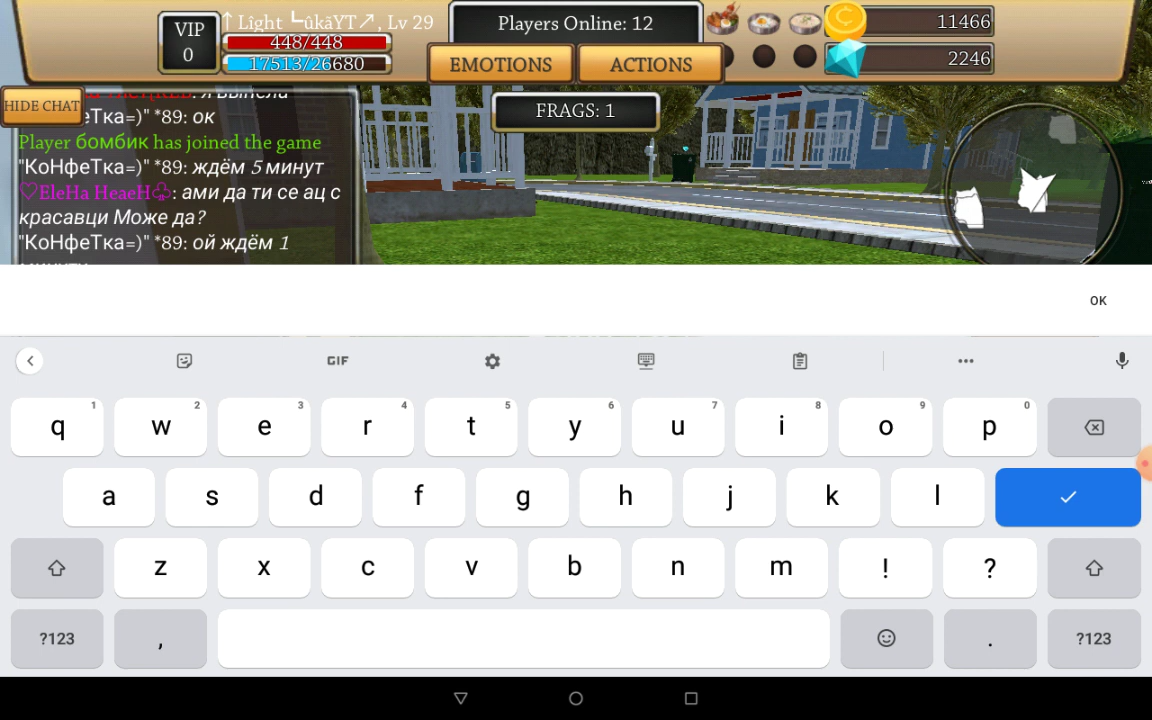 VIP
0
↑ Lîght ┗ûkäYT↗, Lv 29
448/448
17513/26680
Players Online: 12
EMOTIONS
ACTIONS
11466
2246
HIDE CHAT
FRAGS: 1
еТка=)" *89: ок
Player бомбик has joined the game
"КоНфеТка=)" *89: ждём 5 минут
♡EleHa HeaeH♧: ами да ти се ац с
красавци Може да?
"КоНфеТка=)" *89: ой ждём 1
OK
GIF
1 2 3 4 5 6 7 8 9 0
q w e r t y u i o p
a s d f g h j k l
z x c v b n m ! ?
?123 , . ?123